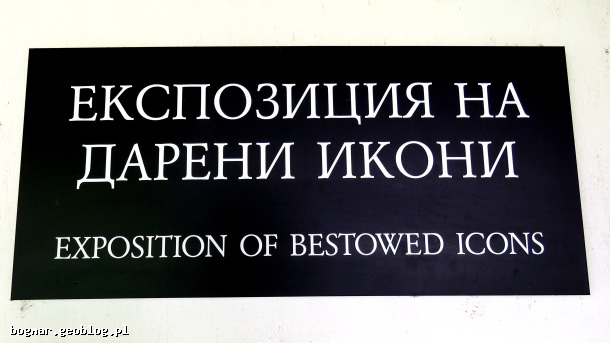 ЕКСПОЗИЦИЯ НА
ДАРЕНИ ИКОНИ
EXPOSITION OF BESTOWED ICONS
bognar.geoblog.pl